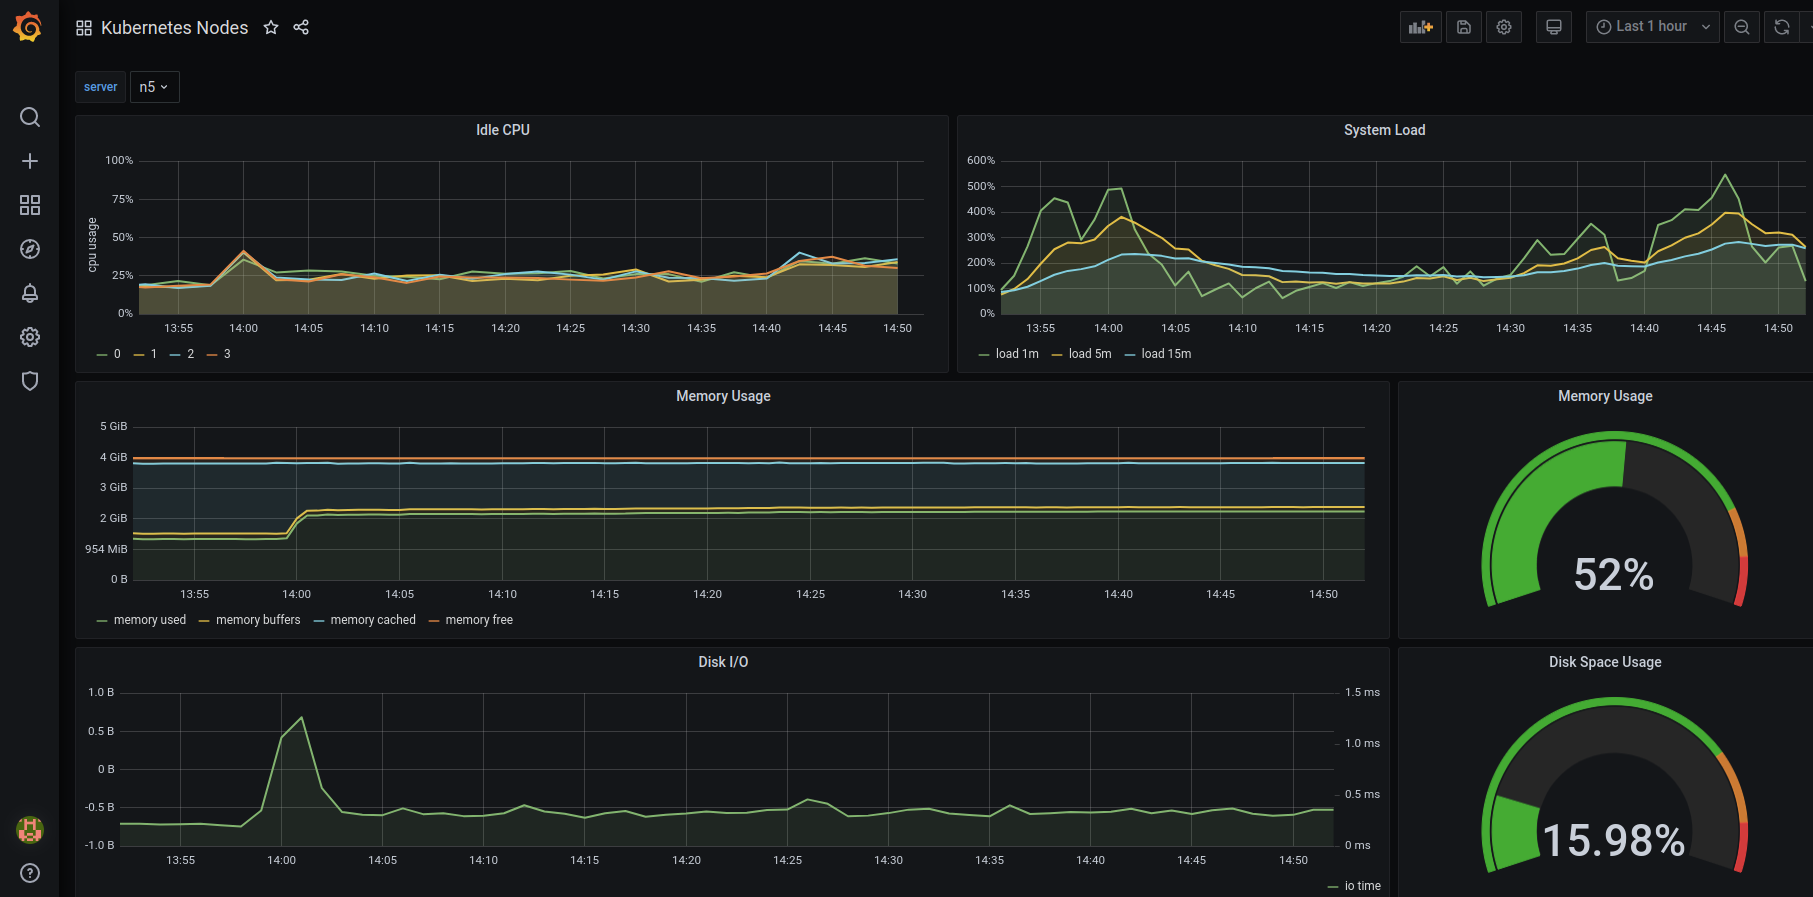 Kubernetes Nodes
Last 1 hour
server n5
Idle CPU
cpu usage
100%
75%
50%
25%
0%
13:55 14:00 14:05 14:10 14:15 14:20 14:25 14:30 14:35 14:40 14:45 14:50
0 1 2 3
System Load
600%
500%
400%
300%
200%
100%
0%
13:55 14:00 14:05 14:10 14:15 14:20 14:25 14:30 14:35 14:40 14:45 14:50
load 1m load 5m load 15m
Memory Usage
5 GiB
4 GiB
3 GiB
2 GiB
954 MiB
0 B
13:55 14:00 14:05 14:10 14:15 14:20 14:25 14:30 14:35 14:40 14:45 14:50
memory used memory buffers memory cached memory free
Memory Usage
52%
Disk I/O
1.0 B
0.5 B
0 B
-0.5 B
-1.0 B
1.5 ms
1.0 ms
0.5 ms
0 ms
13:55 14:00 14:05 14:10 14:15 14:20 14:25 14:30 14:35 14:40 14:45 14:50
io time
Disk Space Usage
15.98%